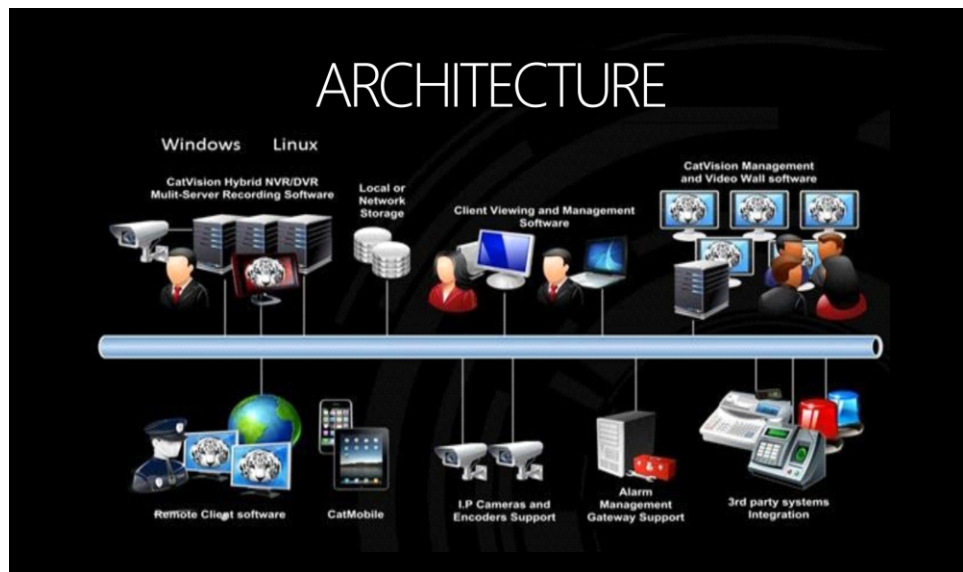 ARCHITECTURE
Windows Linux
CatVision Hybrid NVR/DVR
Mulit-Server Recording Software
Local or
Network
Storage
Client Viewing and Management
Software
CatVision Management
and Video Wall software
Remote Client software
CatMobile
I.P Cameras and
Encoders Support
Alarm
Management
Gateway Support
3rd party systems
Integration